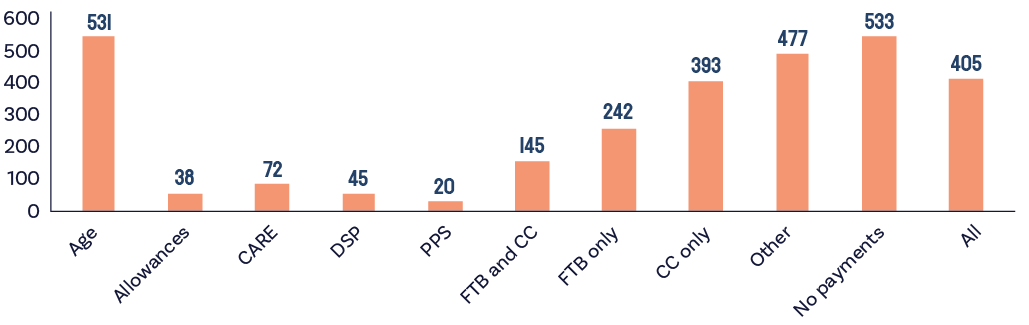 600
500
400
300
200
100
0
531
38
72
45
20
145
242
393
477
533
405
Age
Allowances
CARE
DSP
PPS
FTB and CC
FTB only
CC only
Other
No payments
All